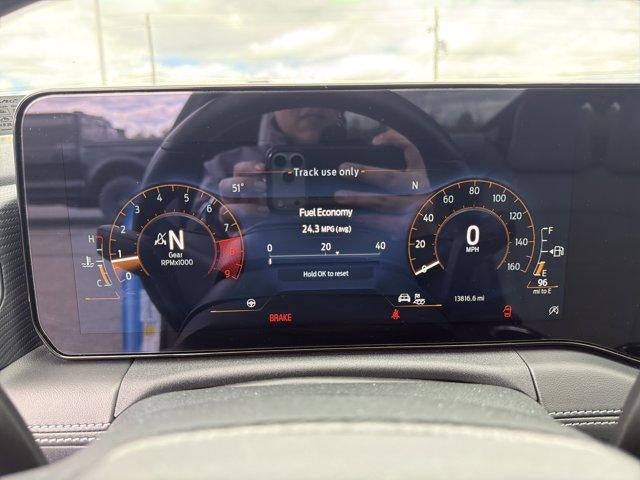 Track use only
51°
N
Fuel Economy
24.3 MPG (avg)
0 20 40
Hold OK to reset
H
C
0 1 2 3 4 5 6 7 8 9
N
Gear
RPMx1000
0 20 40 60 80 100 120 140 160
0
MPH
F
E
96
mi to E
13816.6 mi
BRAKE